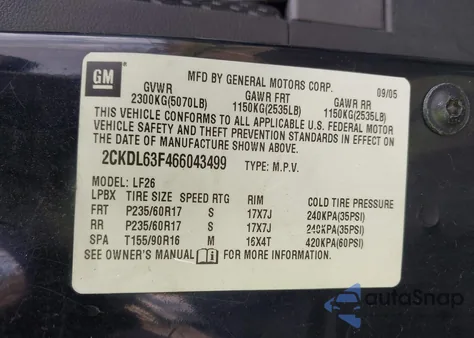 GM
MFD BY GENERAL MOTORS CORP. 09/05
GVWR GAWR FRT GAWR RR
2300KG(5070LB) 1150KG(2535LB) 1150KG(2535LB)
THIS VEHICLE CONFORMS TO ALL APPLICABLE U.S. FEDERAL MOTOR
VEHICLE SAFETY AND THEFT PREVENTION STANDARDS IN EFFECT ON
THE DATE OF MANUFACTURE SHOWN ABOVE.
2CKDL63F466043499 TYPE: M.P.V.
MODEL: LF26
LPBX TIRE SIZE SPEED RTG RIM COLD TIRE PRESSURE
FRT P235/60R17 S 17X7J 240KPA(35PSI)
RR P235/60R17 S 17X7J 240KPA(35PSI)
SPA T155/90R16 M 16X4T 420KPA(60PSI)
SEE OWNER'S MANUAL FOR MORE INFORMATION
autoSnap